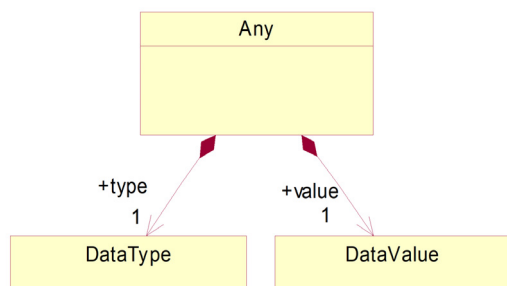 Any
+type
+value
1
1
DataType
DataValue